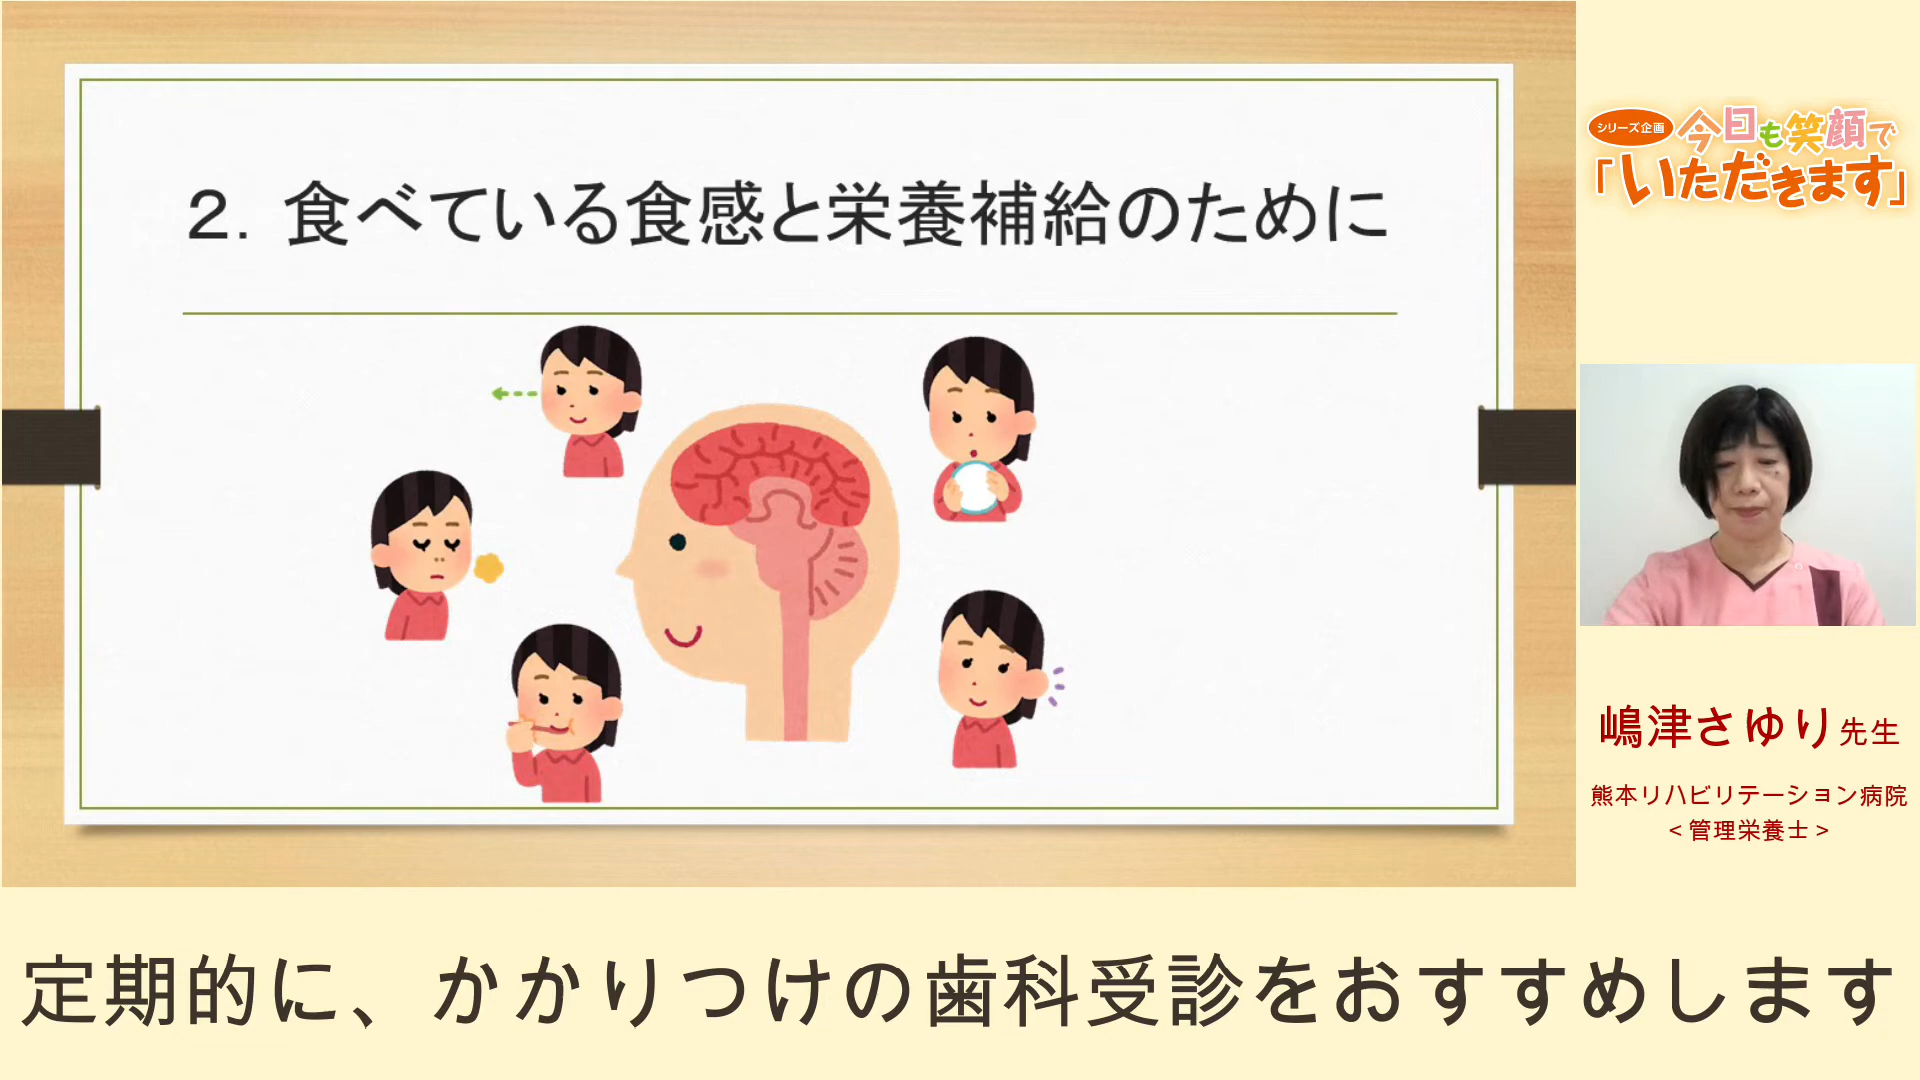 ２．食べている食感と栄養補給のために
シリーズ企画
今日も笑顔で
「いただきます」
嶋津さゆり先生
熊本リハビリテーション病院
＜管理栄養士＞
定期的に、かかりつけの歯科受診をおすすめします